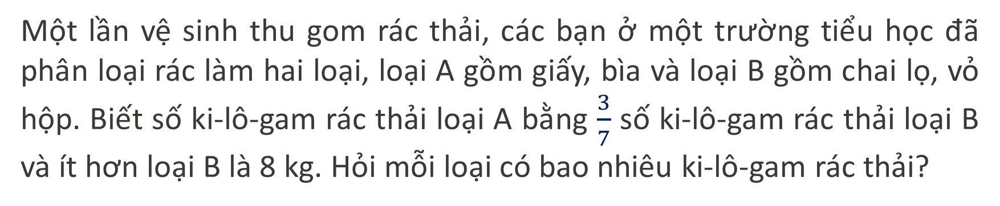 Một lần vệ sinh thu gom rác thải, các bạn ở một trường tiểu học đã
phân loại rác làm hai loại, loại A gồm giấy, bìa và loại B gồm chai lọ, vỏ
hộp. Biết số ki-lô-gam rác thải loại A bằng 3/7 số ki-lô-gam rác thải loại B
và ít hơn loại B là 8 kg. Hỏi mỗi loại có bao nhiêu ki-lô-gam rác thải?